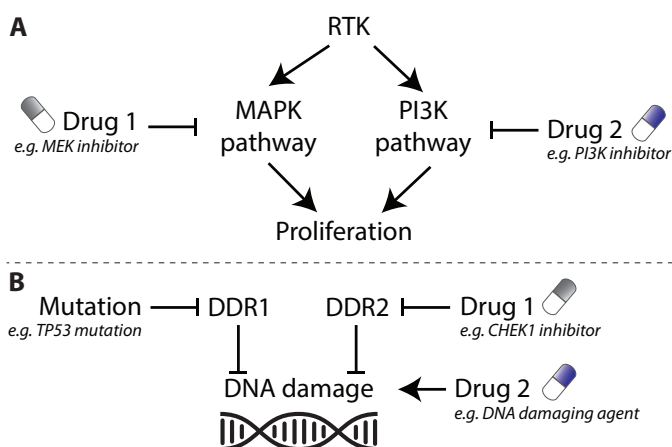 A
RTK
MAPK
pathway
PI3K
pathway
Drug 1
e.g. MEK inhibitor
Drug 2
e.g. PI3K inhibitor
Proliferation
B
Mutation
e.g. TP53 mutation
DDR1
DDR2
Drug 1
e.g. CHEK1 inhibitor
DNA damage
Drug 2
e.g. DNA damaging agent